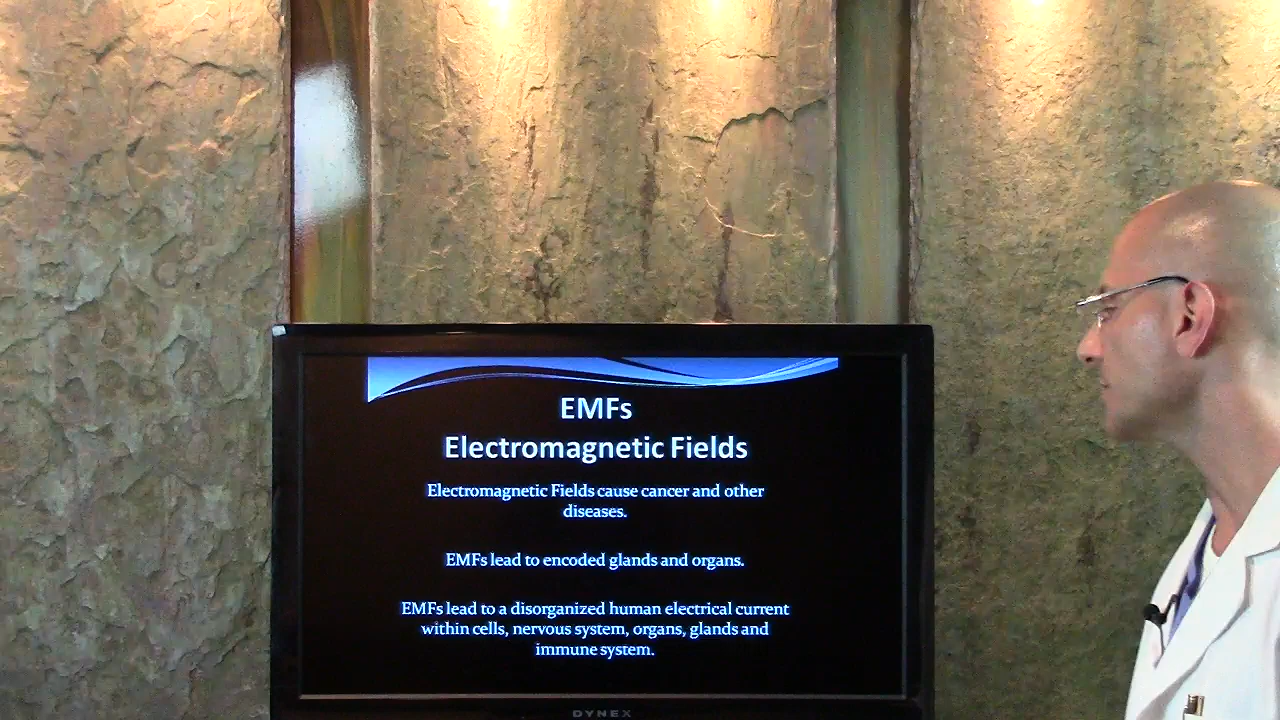 EMFs
Electromagnetic Fields
Electromagnetic Fields cause cancer and other
diseases.
EMFs lead to encoded glands and organs.
EMFs lead to a disorganized human electrical current
within cells, nervous system, organs, glands and
immune system.
DYNEX